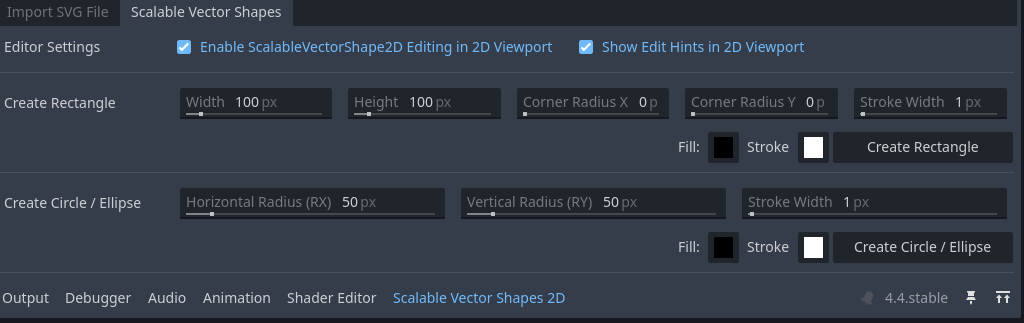 Import SVG File Scalable Vector Shapes
Editor Settings Enable ScalableVectorShape2D Editing in 2D Viewport Show Edit Hints in 2D Viewport
Create Rectangle Width 100 px Height 100 px Corner Radius X 0 p Corner Radius Y 0 p Stroke Width 1 px
Fill: Stroke Create Rectangle
Create Circle / Ellipse Horizontal Radius (RX) 50 px Vertical Radius (RY) 50 px Stroke Width 1 px
Fill: Stroke Create Circle / Ellipse
Output Debugger Audio Animation Shader Editor Scalable Vector Shapes 2D 4.4.stable